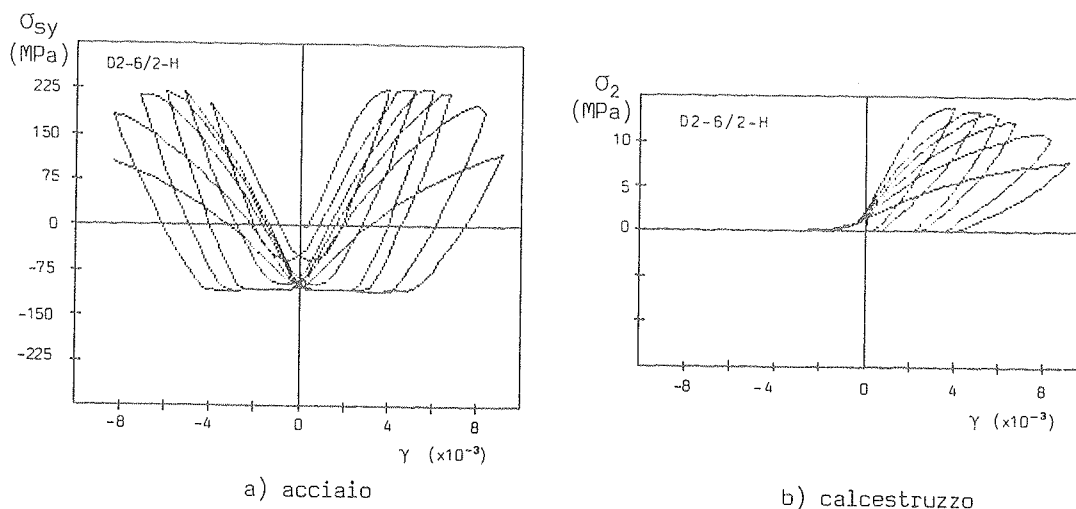 σsy
(MPa)
D2-6/2-H
225
150
75
0
-75
-150
-225
-8
-4
0
4
8
γ (x10⁻³)
a) acciaio
σ2
(MPa)
D2-6/2-H
10
5
0
-8
-4
0
4
8
γ (x10⁻³)
b) calcestruzzo